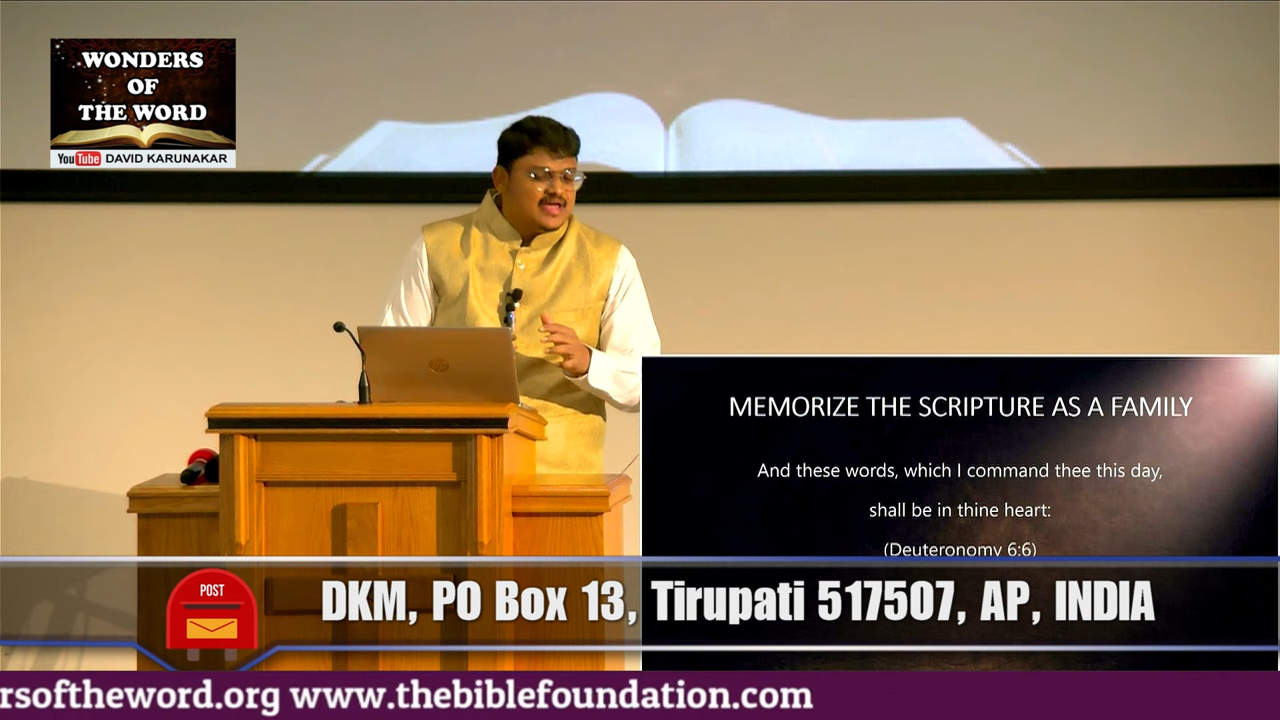 WONDERS
OF
THE WORD
YouTube DAVID KARUNAKAR
hp
MEMORIZE THE SCRIPTURE AS A FAMILY
And these words, which I command thee this day,
shall be in thine heart:
(Deuteronomy 6:6)
POST
DKM, PO Box 13, Tirupati 517507, AP, INDIA
rsoftheword.org www.thebiblefoundation.com